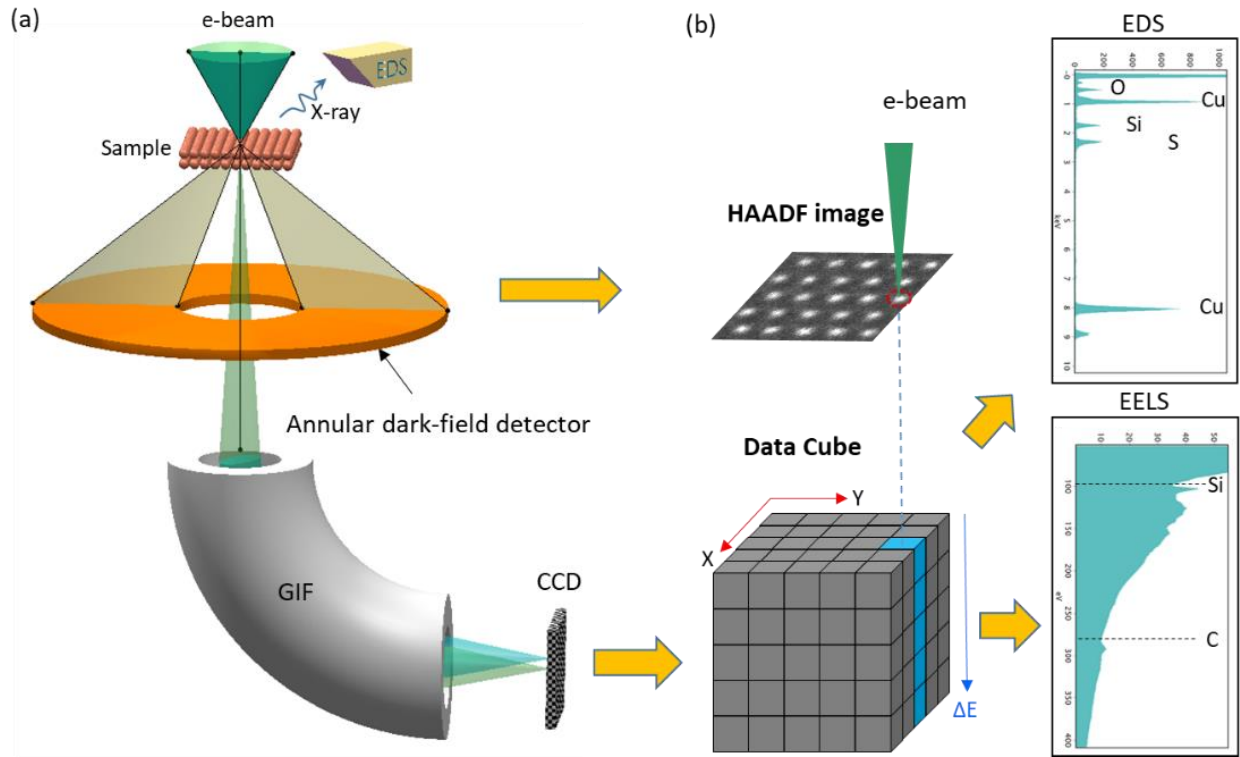 (a)
e-beam
EDS
X-ray
Sample
Annular dark-field detector
GIF
CCD
(b)
e-beam
HAADF image
Data Cube
Y
X
ΔE
EDS
0 200 400 600 800 1000
-0
1
2
3
4
5
6
7
8
9
10
keV
O
Cu
Si
S
Cu
EELS
10 20 30 40 50
100
150
200
250
300
350
400
eV
Si
C